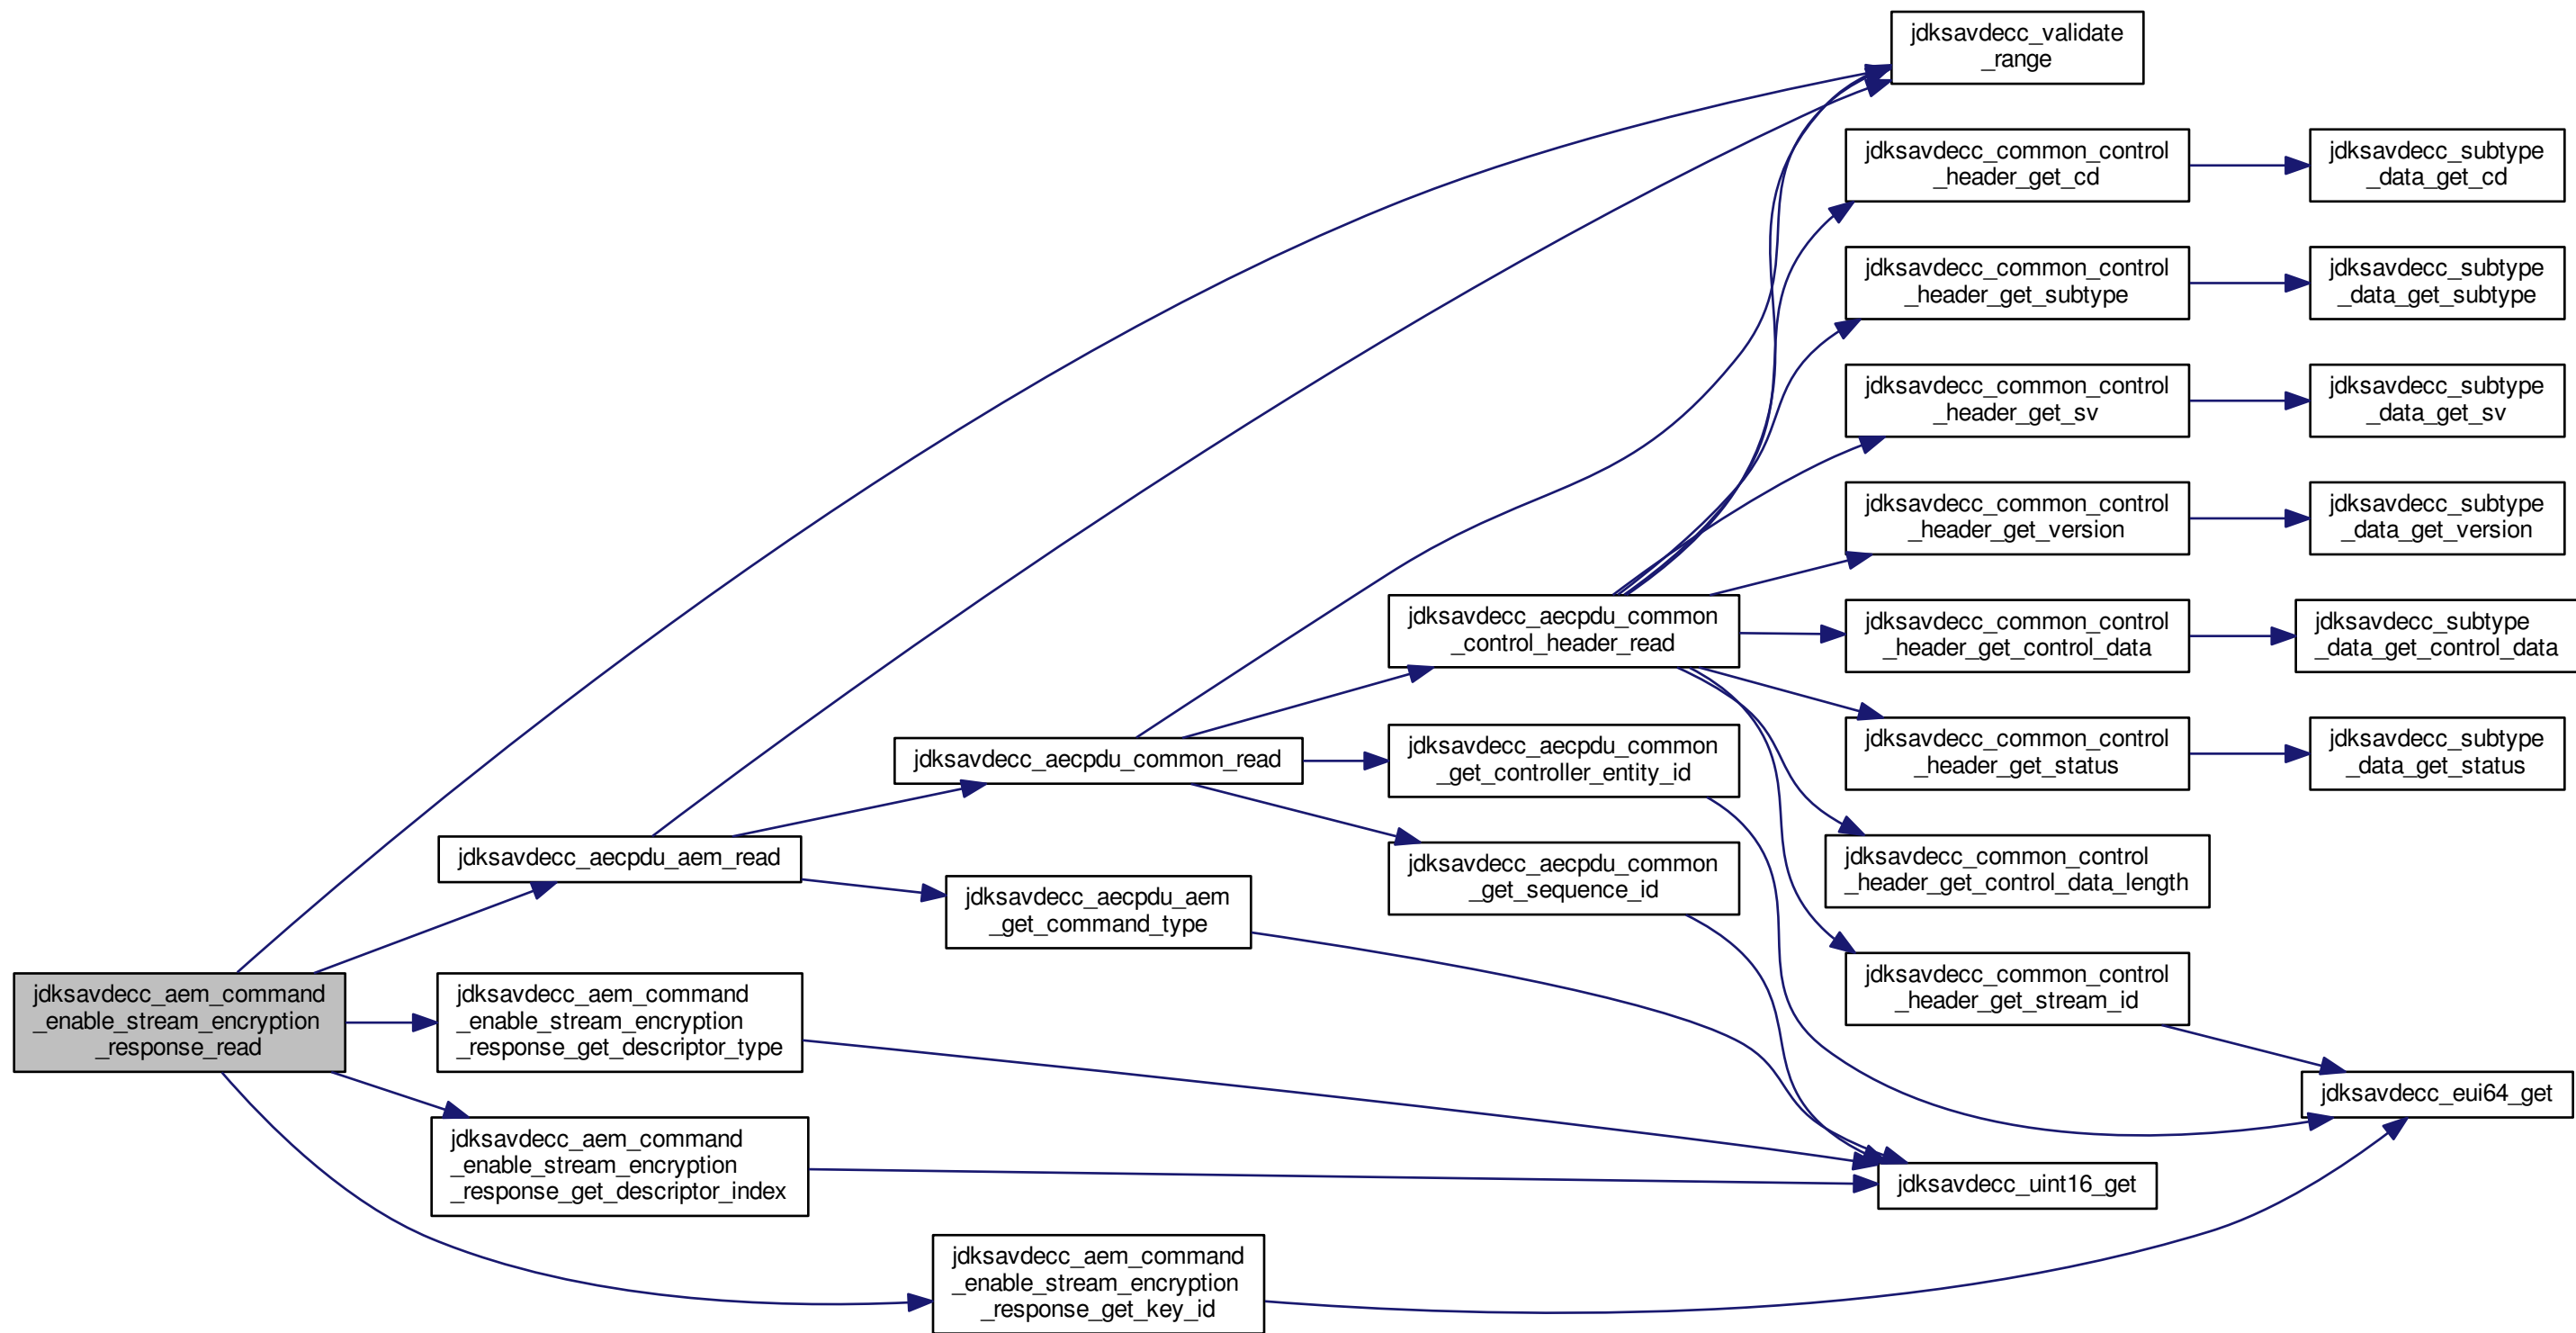 jdksavdecc_validate
_range
jdksavdecc_common_control
_header_get_cd
jdksavdecc_subtype
_data_get_cd
jdksavdecc_common_control
_header_get_subtype
jdksavdecc_subtype
_data_get_subtype
jdksavdecc_common_control
_header_get_sv
jdksavdecc_subtype
_data_get_sv
jdksavdecc_common_control
_header_get_version
jdksavdecc_subtype
_data_get_version
jdksavdecc_aecpdu_common
_control_header_read
jdksavdecc_common_control
_header_get_control_data
jdksavdecc_subtype
_data_get_control_data
jdksavdecc_common_control
_header_get_status
jdksavdecc_subtype
_data_get_status
jdksavdecc_aecpdu_common_read
jdksavdecc_aecpdu_common
_get_controller_entity_id
jdksavdecc_aecpdu_aem_read
jdksavdecc_aecpdu_common
_get_sequence_id
jdksavdecc_common_control
_header_get_control_data_length
jdksavdecc_aecpdu_aem
_get_command_type
jdksavdecc_common_control
_header_get_stream_id
jdksavdecc_aem_command
_enable_stream_encryption
_response_read
jdksavdecc_aem_command
_enable_stream_encryption
_response_get_descriptor_type
jdksavdecc_eui64_get
jdksavdecc_aem_command
_enable_stream_encryption
_response_get_descriptor_index
jdksavdecc_uint16_get
jdksavdecc_aem_command
_enable_stream_encryption
_response_get_key_id